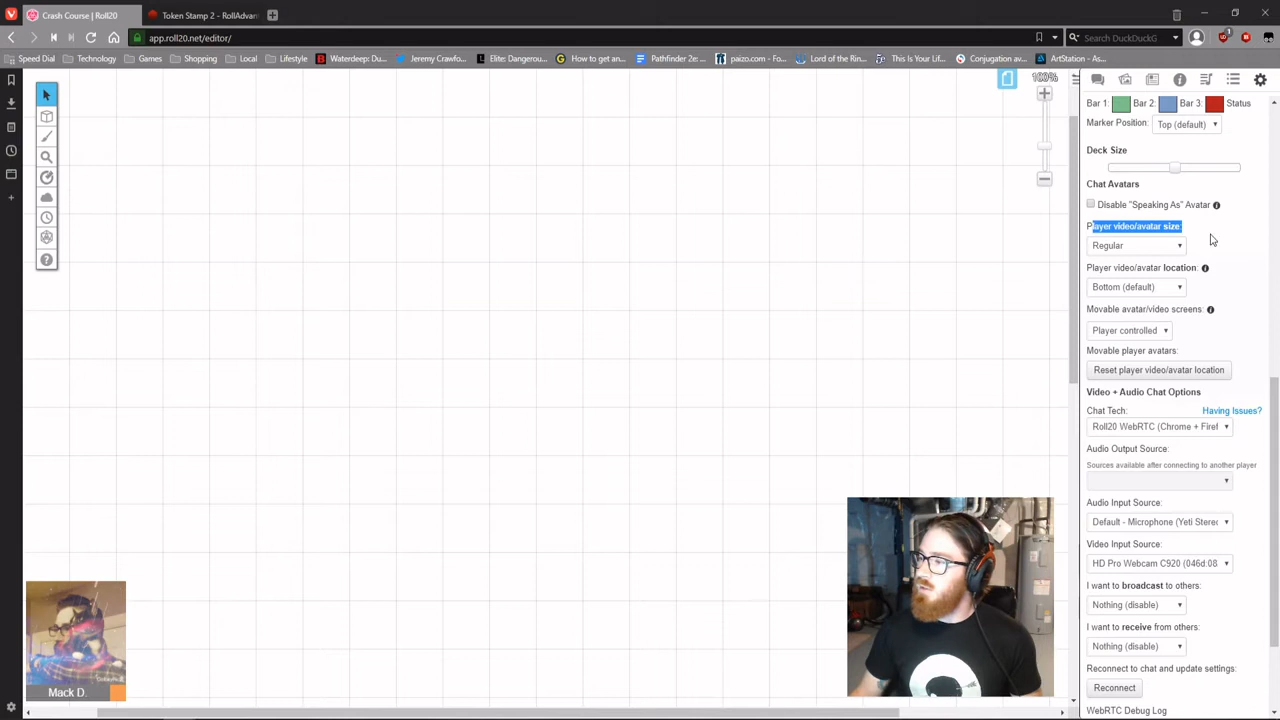 Crash Course | Roll20
Token Stamp 2 - RollAdvan
app.roll20.net/editor/
Search DuckDuckG
Speed Dial
Technology
Games
Shopping
Local
Lifestyle
Waterdeep: Du
Jeremy Crawfo
Elite: Dangerou
How to get an
Pathfinder 2e:
paizo.com - Fo
Lord of the Rin
This Is Your Life
Conjugation av
ArtStation - As
100%
Bar 1: Bar 2: Bar 3: Status
Marker Position: Top (default)
Deck Size
Chat Avatars
Disable "Speaking As" Avatar
Player video/avatar size:
Regular
Player video/avatar location:
Bottom (default)
Movable avatar/video screens:
Player controlled
Movable player avatars:
Reset player video/avatar location
Video + Audio Chat Options
Chat Tech: Having Issues?
Roll20 WebRTC (Chrome + Firef
Audio Output Source:
Sources available after connecting to another player
Audio Input Source:
Default - Microphone (Yeti Stere
Video Input Source:
HD Pro Webcam C920 (046d:08
I want to broadcast to others:
Nothing (disable)
I want to receive from others:
Nothing (disable)
Reconnect to chat and update settings:
Reconnect
WebRTC Debug Log
Mack D.